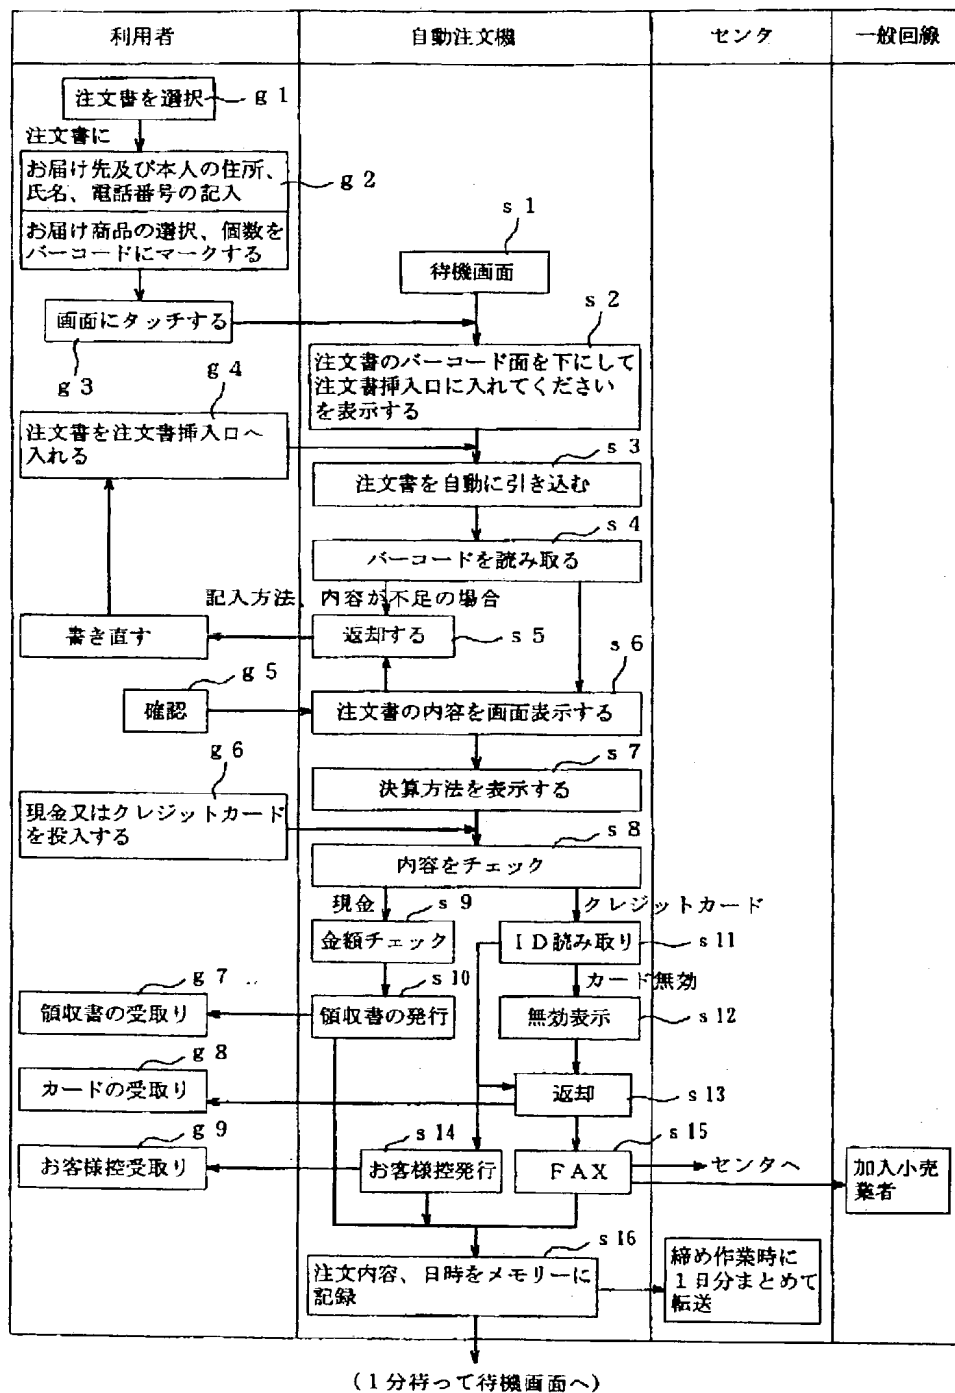 利用者
自動注文機
センタ
一般回線
注文書を選択
g 1
注文書に
お届け先及び本人の住所、
氏名、電話番号の記入
g 2
お届け商品の選択、個数を
バーコードにマークする
s 1
待機画面
画面にタッチする
g 3
s 2
注文書のバーコード面を下にして
注文書挿入口に入れてください
を表示する
g 4
注文書を注文書挿入口へ
入れる
s 3
注文書を自動に引き込む
s 4
バーコードを読み取る
記入方法、内容が不足の場合
書き直す
返却する
s 5
s 6
g 5
確認
注文書の内容を画面表示する
s 7
決算方法を表示する
g 6
現金又はクレジットカード
を投入する
s 8
内容をチェック
現金
s 9
クレジットカード
金額チェック
ID読み取り
s 11
カード無効
g 7
s 10
領収書の受取り
領収書の発行
無効表示
s 12
g 8
カードの受取り
返却
s 13
g 9
s 14
s 15
お客様控受取り
お客様控発行
FAX
センタへ
加入小売
業者
s 16
注文内容、日時をメモリーに
記録
締め作業時に
1日分まとめて
転送
(1分待って待機画面へ)